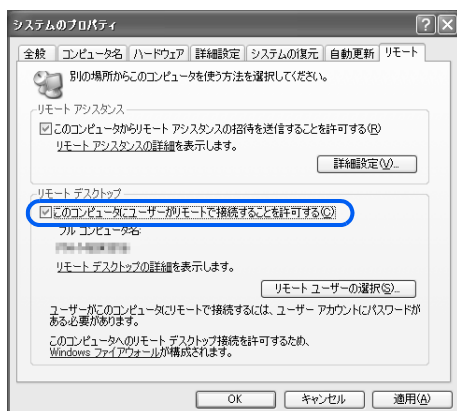 システムのプロパティ
全般 コンピュータ名 ハードウェア 詳細設定 システムの復元 自動更新 リモート
別の場所からこのコンピュータを使う方法を選択してください。
リモート アシスタンス
このコンピュータからリモート アシスタンスの招待を送信することを許可する(R)
リモート アシスタンスの詳細を表示します。
詳細設定(V)...
リモート デスクトップ
このコンピュータにユーザーがリモートで接続することを許可する(C)
フル コンピュータ名:
リモート デスクトップの詳細を表示します。
リモート ユーザーの選択(S)...
ユーザーがこのコンピュータにリモートで接続するには、ユーザー アカウントにパスワードが
ある必要があります。
このコンピュータへのリモート デスクトップ接続を許可するため、
Windows ファイアウォールが構成されます。
OK キャンセル 適用(A)